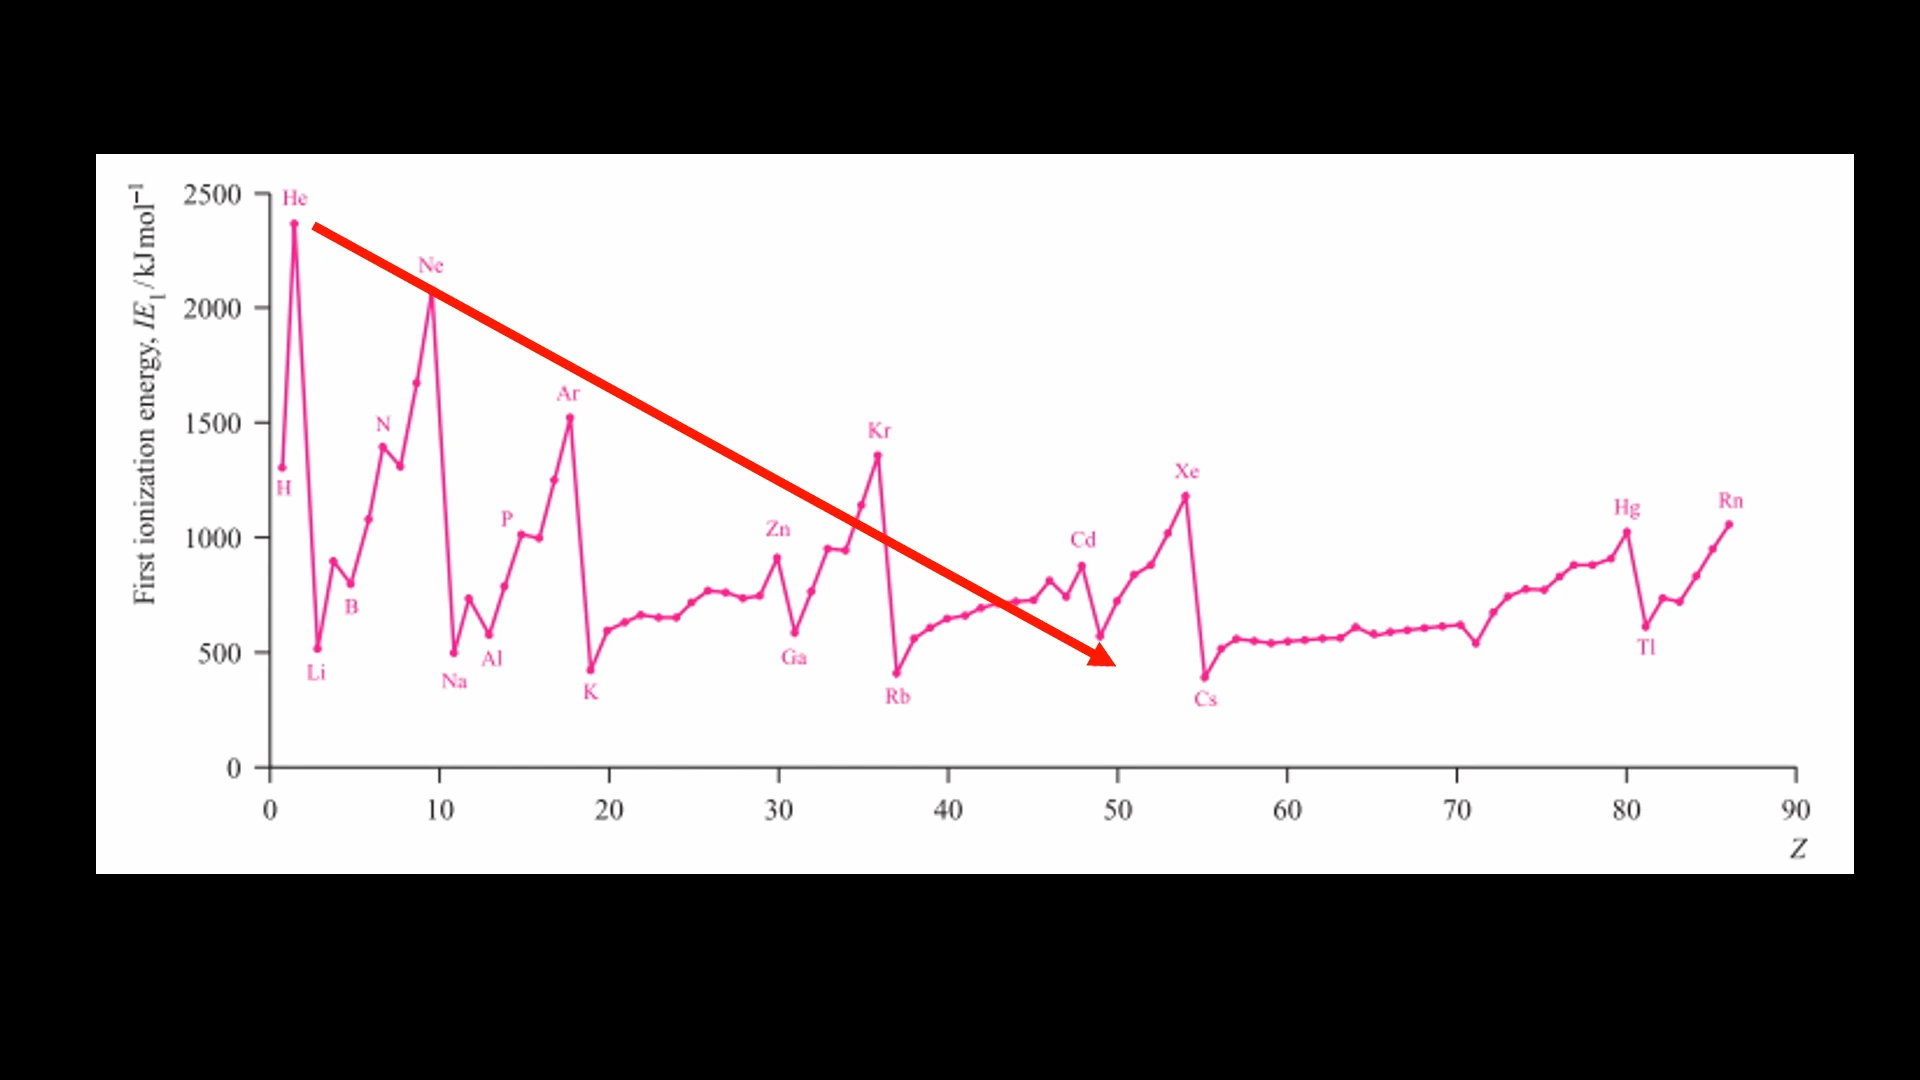 First ionization energy, IE1/kJ mol−1
2500
2000
1500
1000
500
0
He
Ne
N
Ar
H
P
B
Li
Al
Na
K
Zn
Ga
Kr
Rb
Cd
Xe
Cs
Hg
Tl
Rn
0 10 20 30 40 50 60 70 80 90
Z